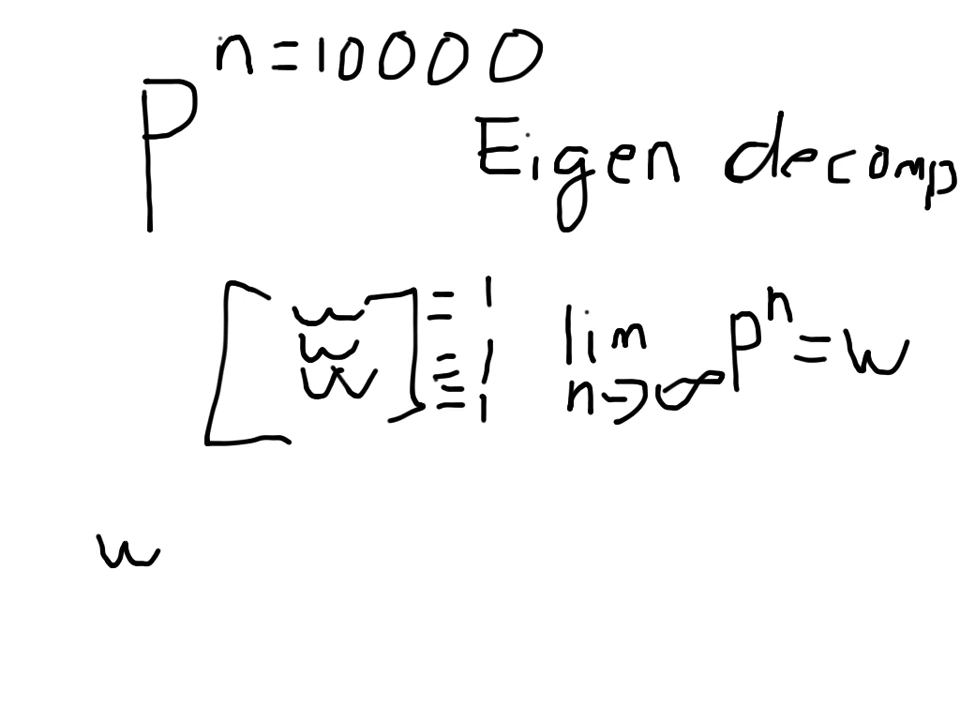 P^n=10000
Eigen decomp
[w = 1
w = 1
w] = 1
lim n→∞ P^n = w
w